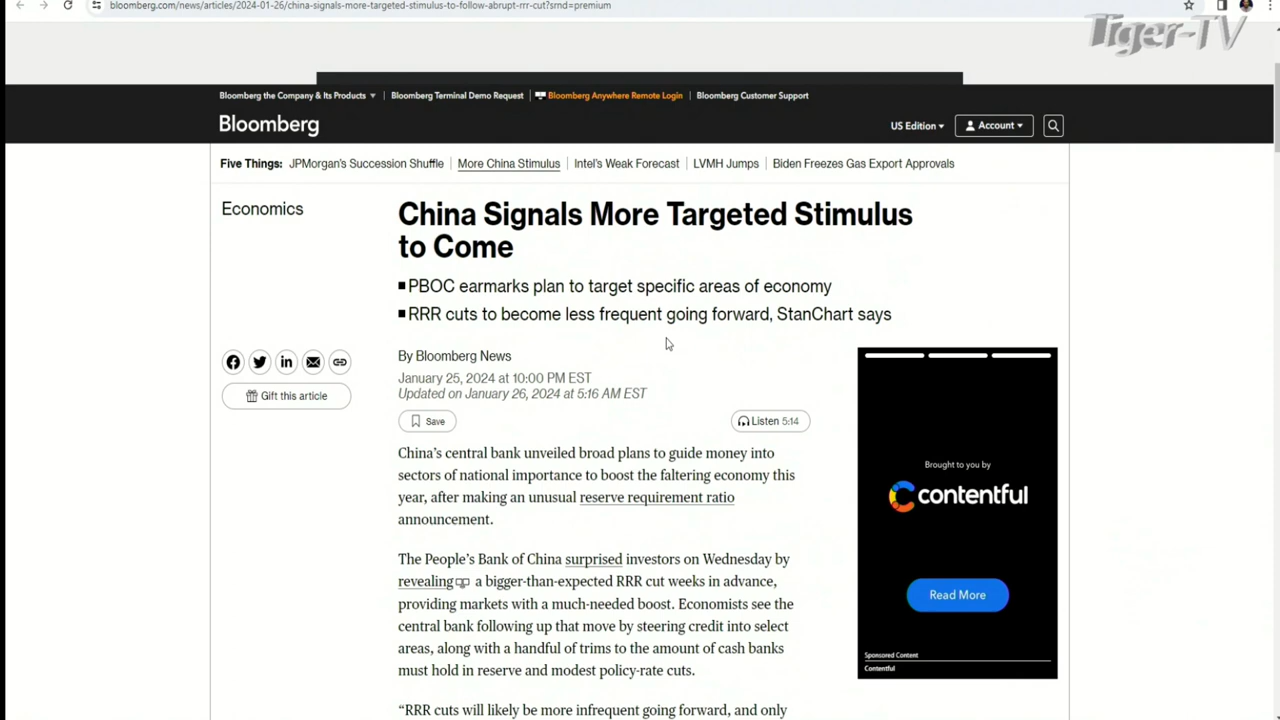 bloomberg.com/news/articles/2024-01-26/china-signals-more-targeted-stimulus-to-follow-abrupt-rrr-cut?srnd=premium
Tiger-TV
Bloomberg the Company & Its Products
Bloomberg Terminal Demo Request
Bloomberg Anywhere Remote Login
Bloomberg Customer Support
Bloomberg
US Edition
Account
Five Things:
JPMorgan's Succession Shuffle
More China Stimulus
Intel's Weak Forecast
LVMH Jumps
Biden Freezes Gas Export Approvals
Economics
China Signals More Targeted Stimulus
to Come
PBOC earmarks plan to target specific areas of economy
RRR cuts to become less frequent going forward, StanChart says
By Bloomberg News
January 25, 2024 at 10:00 PM EST
Updated on January 26, 2024 at 5:16 AM EST
Gift this article
Save
Listen 5:14
China's central bank unveiled broad plans to guide money into
sectors of national importance to boost the faltering economy this
year, after making an unusual reserve requirement ratio
announcement.
The People's Bank of China surprised investors on Wednesday by
revealing a bigger-than-expected RRR cut weeks in advance,
providing markets with a much-needed boost. Economists see the
central bank following up that move by steering credit into select
areas, along with a handful of trims to the amount of cash banks
must hold in reserve and modest policy-rate cuts.
"RRR cuts will likely be more infrequent going forward, and only
Brought to you by
contentful
Read More
Sponsored Content
Contentful